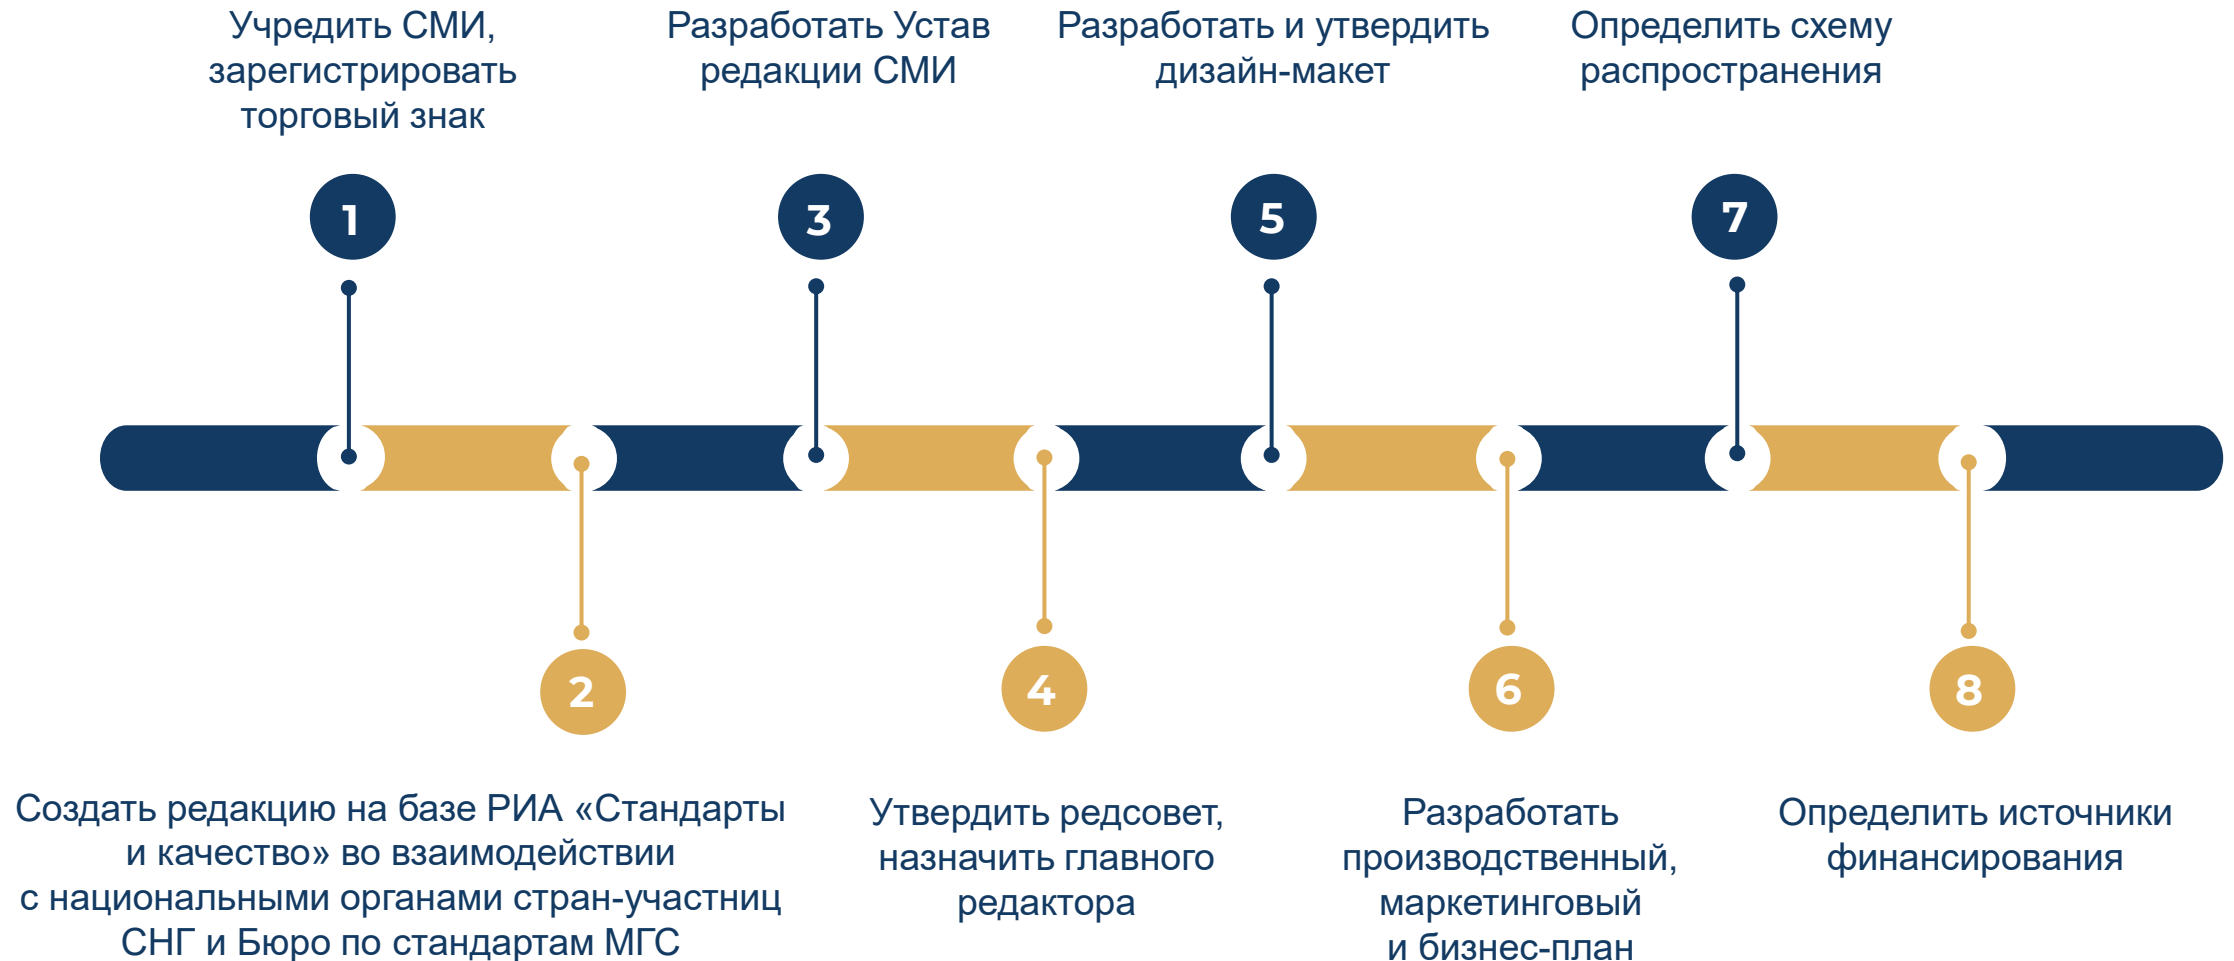 Учредить СМИ,
зарегистрировать
торговый знак
1
Создать редакцию на базе РИА «Стандарты
и качество» во взаимодействии
с национальными органами стран-участниц
СНГ и Бюро по стандартам МГС
2
Разработать Устав
редакции СМИ
3
Утвердить редсовет,
назначить главного
редактора
4
Разработать и утвердить
дизайн-макет
5
Разработать
производственный,
маркетинговый
и бизнес-план
6
Определить схему
распространения
7
Определить источники
финансирования
8